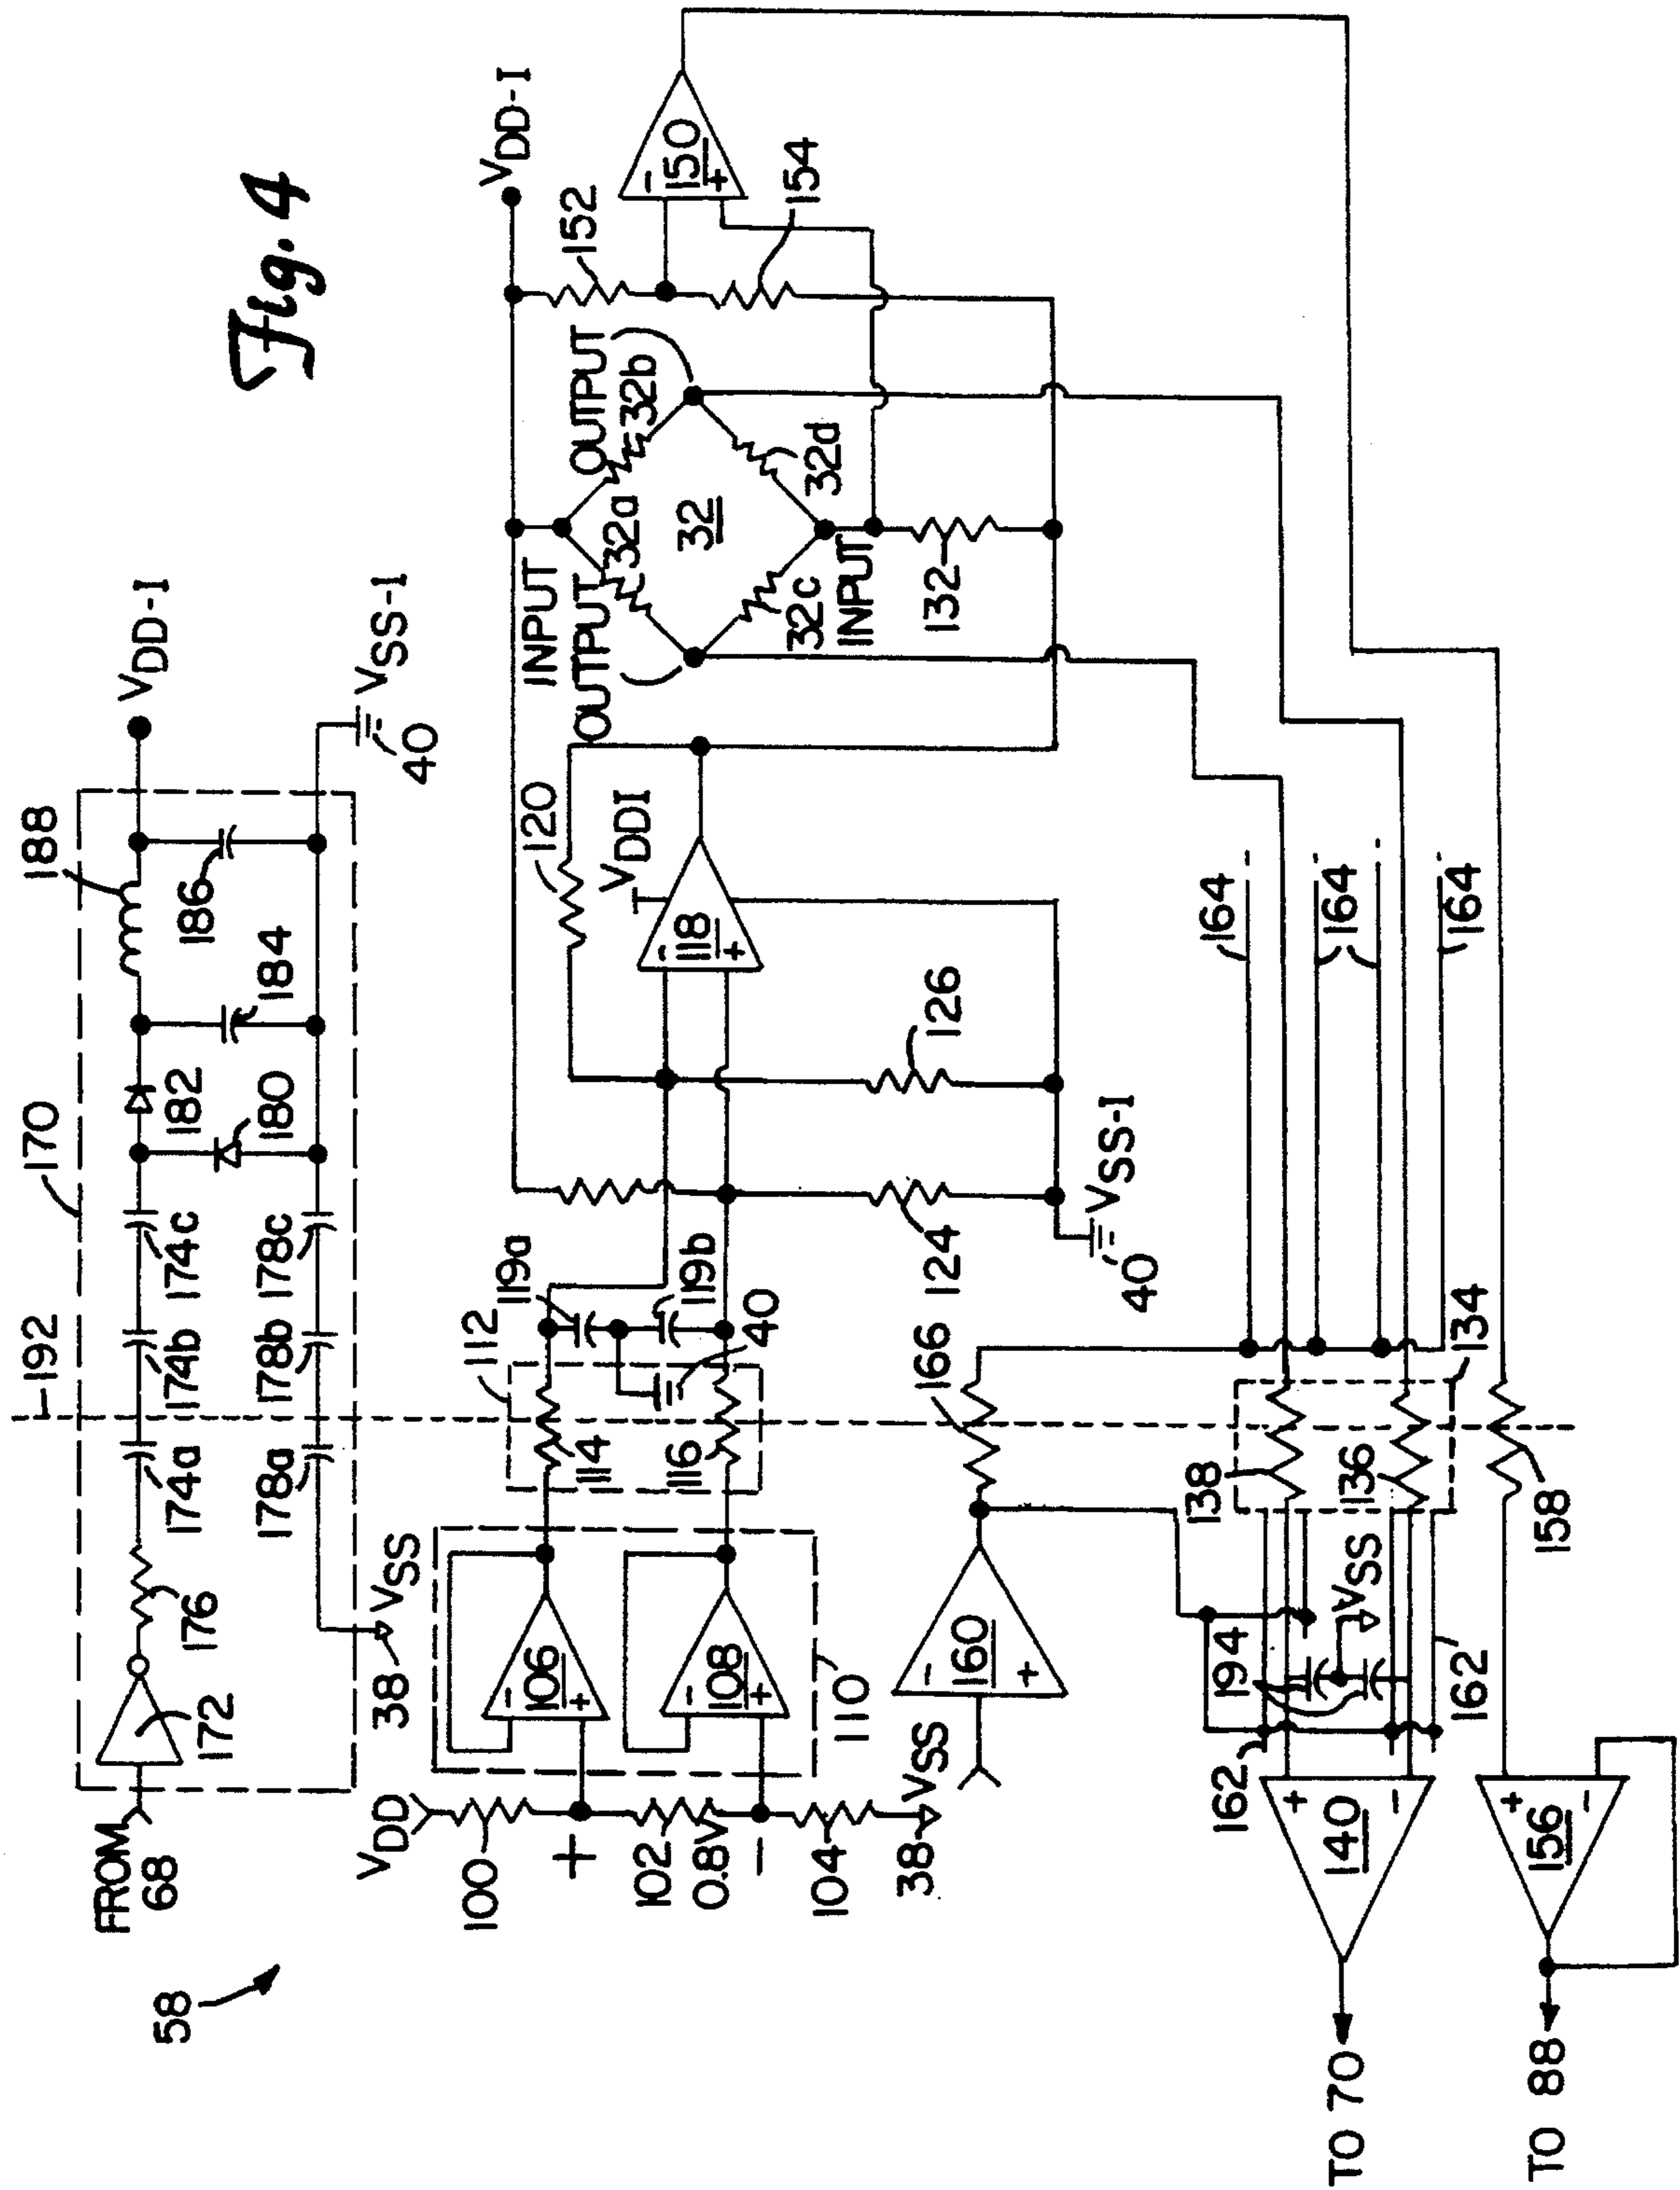 Fig. 4
58
FROM
68
172
176
170
192
174a
174b
174c
178a
178b
178c
182
180
184
186
188
VDD-I
VSS-I
40
38
VSS
VDD
100
+
102
0.8V
−
104
38
VSS
106
−
+
108
−
+
110
112
114
116
119a
119b
40
120
VDDI
118
−
+
124
126
40
VSS-I
INPUT
OUTPUT
32a
OUTPUT
32b
32
32c
32d
INPUT
132
VDD-I
152
154
150
−
+
160
−
+
166
164
164
164
134
138
136
158
194
VSS
162
162
140
+
−
156
+
−
TO 70
TO 88